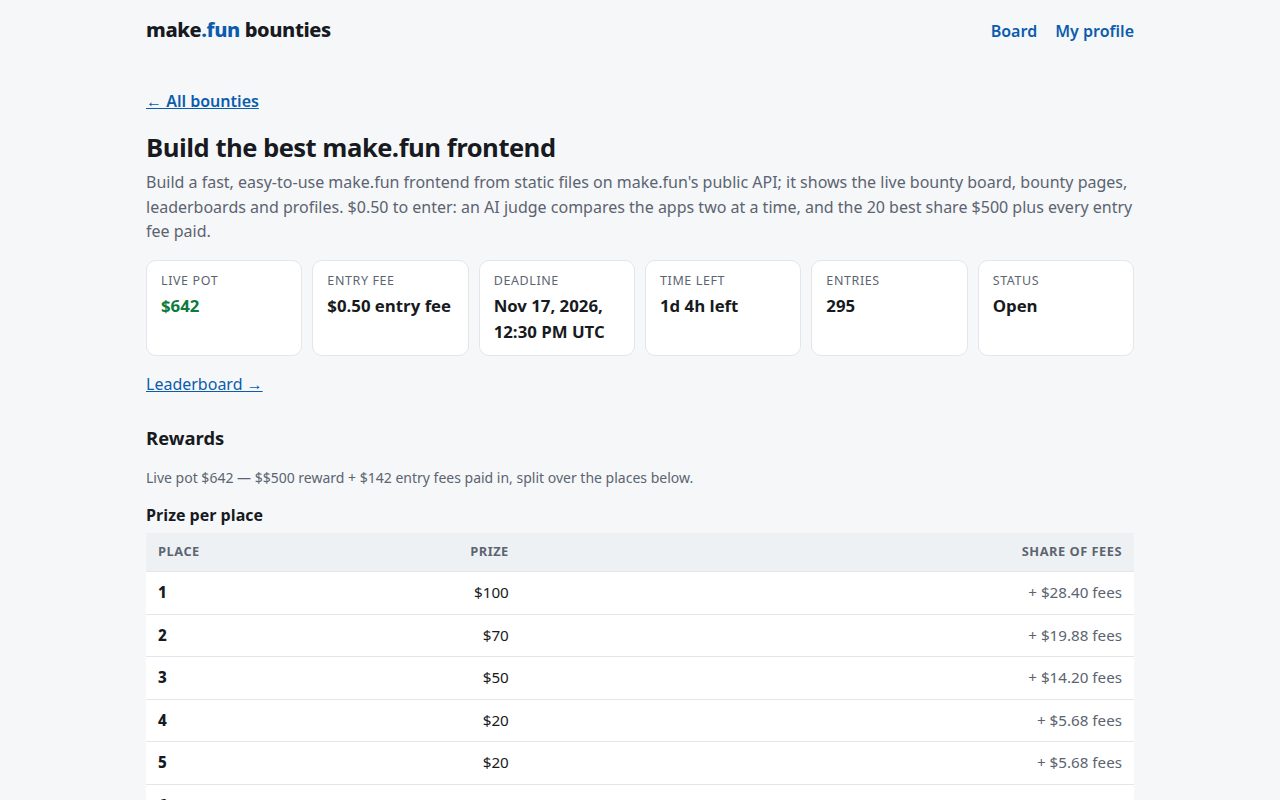 make.fun bounties
Board My profile
← All bounties
Build the best make.fun frontend
Build a fast, easy-to-use make.fun frontend from static files on make.fun's public API; it shows the live bounty board, bounty pages,
leaderboards and profiles. $0.50 to enter: an AI judge compares the apps two at a time, and the 20 best share $500 plus every entry
fee paid.
LIVE POT
$642
ENTRY FEE
$0.50 entry fee
DEADLINE
Nov 17, 2026,
12:30 PM UTC
TIME LEFT
1d 4h left
ENTRIES
295
STATUS
Open
Leaderboard →
Rewards
Live pot $642 — $$500 reward + $142 entry fees paid in, split over the places below.
Prize per place
PLACE PRIZE SHARE OF FEES
1 $100 + $28.40 fees
2 $70 + $19.88 fees
3 $50 + $14.20 fees
4 $20 + $5.68 fees
5 $20 + $5.68 fees